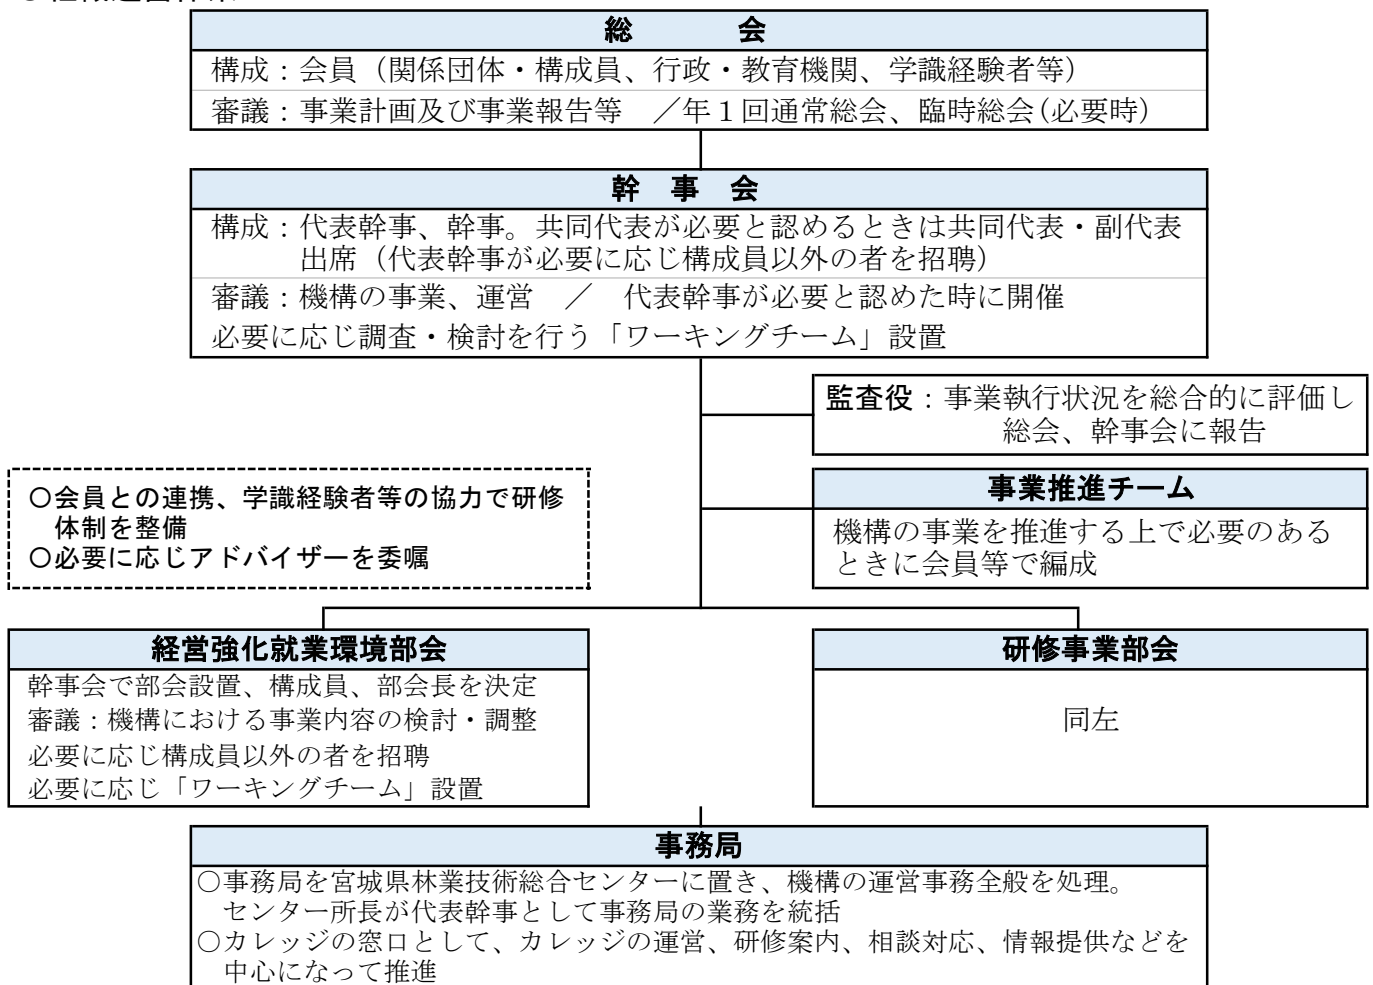 総　会
構成：会員（関係団体・構成員、行政・教育機関、学識経験者等）
審議：事業計画及び事業報告等　／年１回通常総会、臨時総会(必要時)
幹　事　会
構成：代表幹事、幹事。共同代表が必要と認めるときは共同代表・副代表
出席（代表幹事が必要に応じ構成員以外の者を招聘）
審議：機構の事業、運営　／　代表幹事が必要と認めた時に開催
必要に応じ調査・検討を行う「ワーキングチーム」設置
監査役：事業執行状況を総合的に評価し
総会、幹事会に報告
○会員との連携、学識経験者等の協力で研修
体制を整備
○必要に応じアドバイザーを委嘱
事業推進チーム
機構の事業を推進する上で必要のある
ときに会員等で編成
経営強化就業環境部会
幹事会で部会設置、構成員、部会長を決定
審議：機構における事業内容の検討・調整
必要に応じ構成員以外の者を招聘
必要に応じ「ワーキングチーム」設置
研修事業部会
同左
事務局
○事務局を宮城県林業技術総合センターに置き、機構の運営事務全般を処理。
センター所長が代表幹事として事務局の業務を統括
○カレッジの窓口として、カレッジの運営、研修案内、相談対応、情報提供などを
中心になって推進